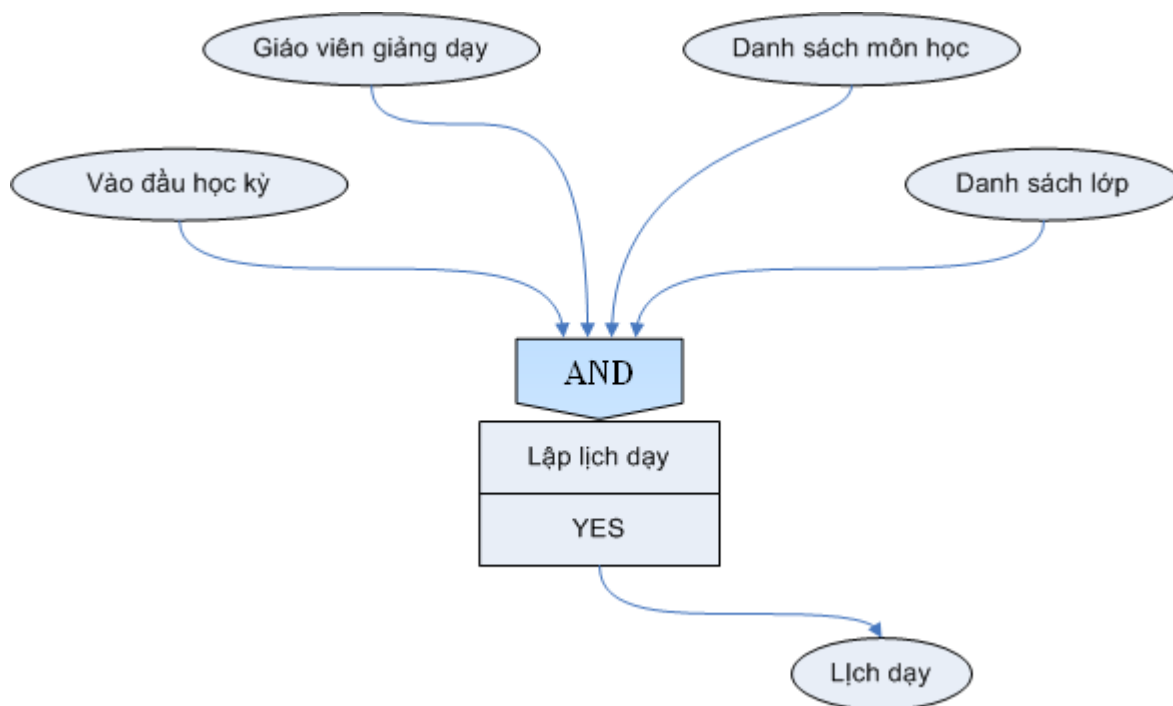 Giáo viên giảng dạy
Danh sách môn học
Vào đầu học kỳ
Danh sách lớp
AND
Lập lịch dạy
YES
LỊch dạy